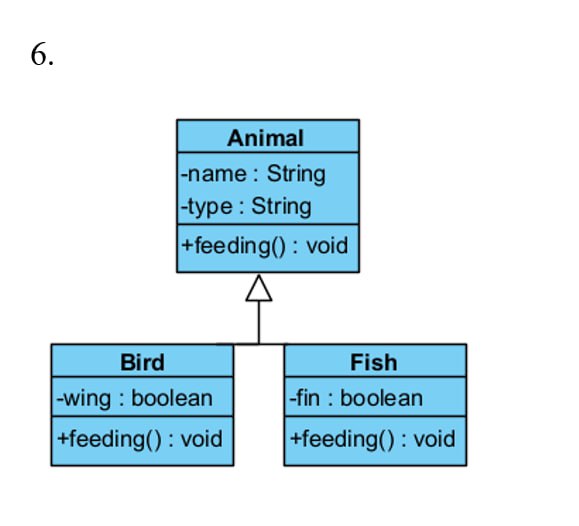 6.
Animal
-name : String
-type : String
+feeding() : void
Bird
-wing : boolean
+feeding() : void
Fish
-fin : boolean
+feeding() : void